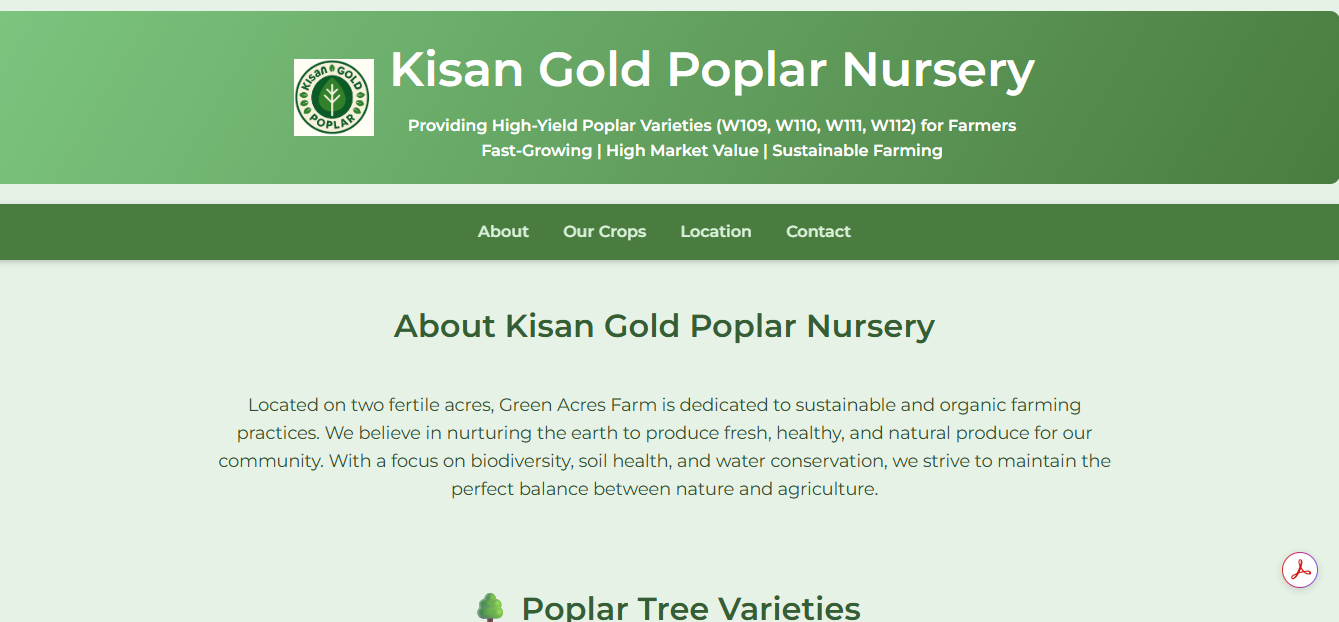 Kisan GOLD
POPLAR
Kisan Gold Poplar Nursery
Providing High-Yield Poplar Varieties (W109, W110, W111, W112) for Farmers
Fast-Growing | High Market Value | Sustainable Farming
About
Our Crops
Location
Contact
About Kisan Gold Poplar Nursery
Located on two fertile acres, Green Acres Farm is dedicated to sustainable and organic farming
practices. We believe in nurturing the earth to produce fresh, healthy, and natural produce for our
community. With a focus on biodiversity, soil health, and water conservation, we strive to maintain the
perfect balance between nature and agriculture.
Poplar Tree Varieties